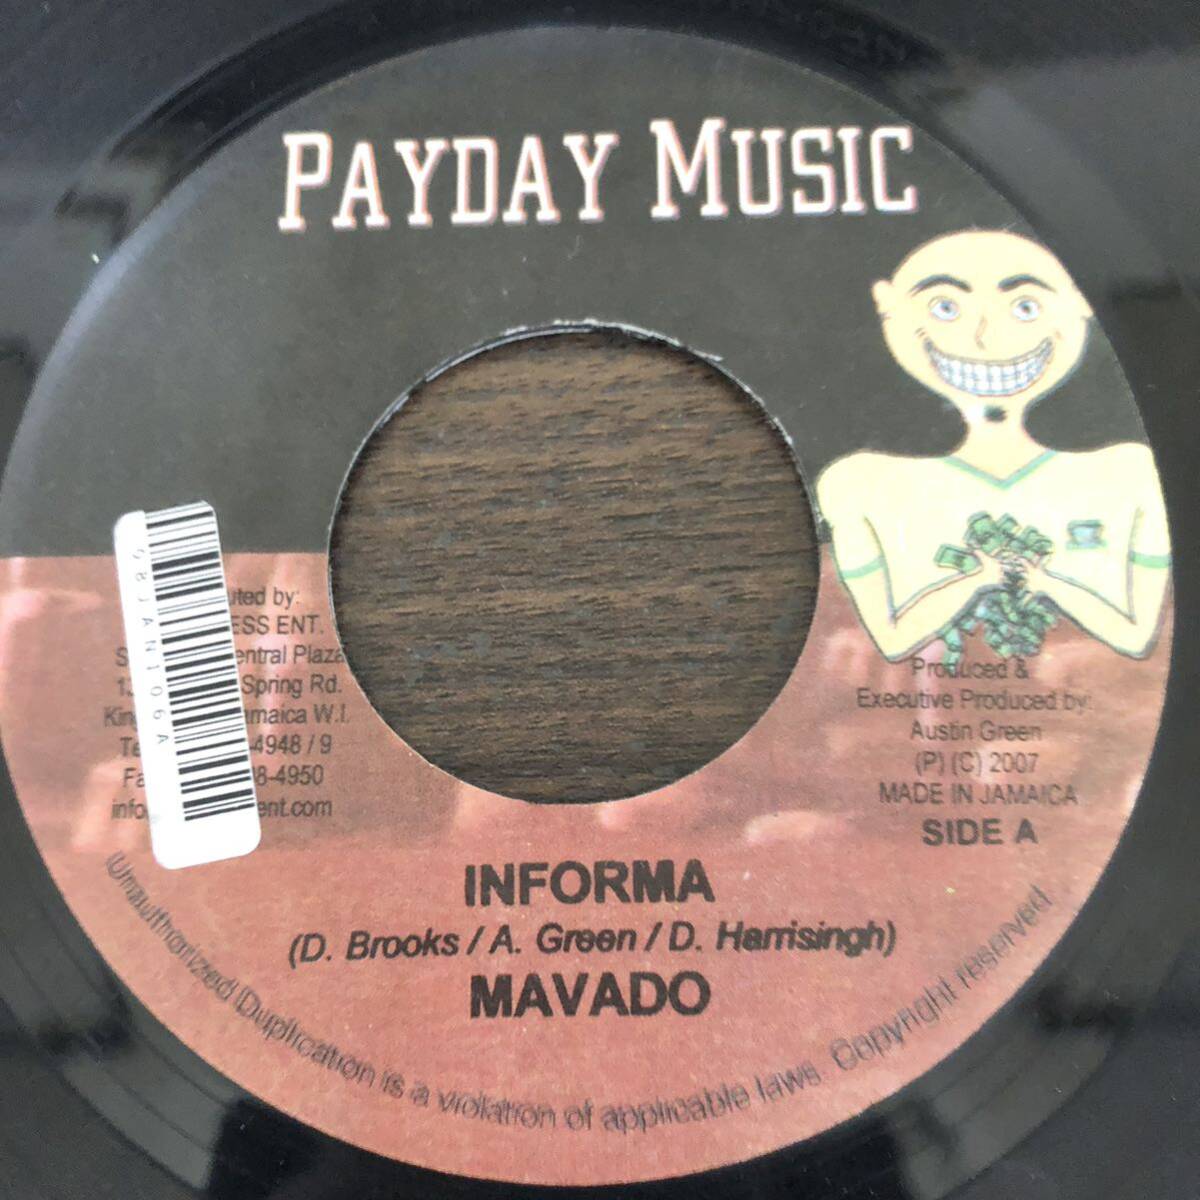 PAYDAY MUSIC
uted by:
ESS ENT.
entral Plaza
Spring Rd.
maica W.I.
-4948 / 9
8-4950
info
ent.com
08JAN106A
Produced &
Executive Produced by:
Austin Green
(P) (C) 2007
MADE IN JAMAICA
SIDE A
INFORMA
(D. Brooks / A. Green / D. Harrisingh)
MAVADO
Unauthorized Duplication is a violation of applicable laws. Copyright reserved